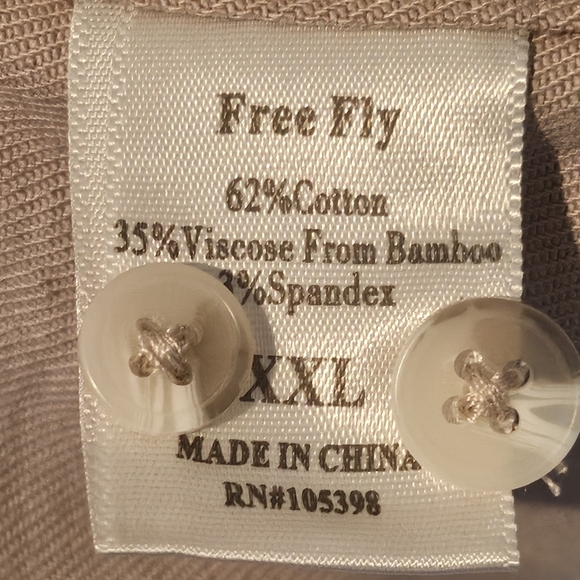 Free Fly
62%Cotton
35%Viscose From Bamboo
3%Spandex
XXL
MADE IN CHINA
RN#105398